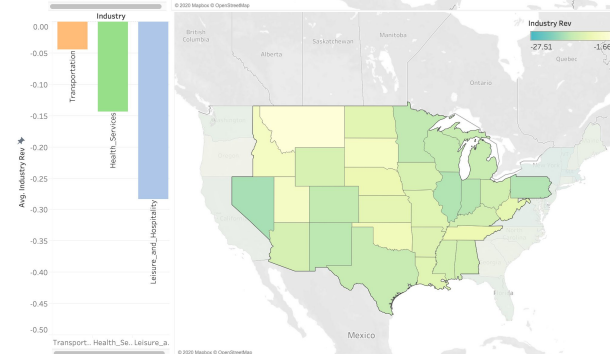 © 2026 Mapbox © OpenStreetMap
Industry
0.00
-0.05
-0.10
-0.15
-0.20
-0.25
-0.30
-0.35
-0.40
-0.45
-0.50
Avg. Industry Rev
Transportation
Health_Services
Leisure_and_Hospitality
Transport.. Health_Se.. Leisure_a.
British
Columbia
Alberta
Saskatchewan
Manitoba
Ontario
Quebec
Mexico
Industry Rev
-27.51
-1.66
© 2026 Mapbox © OpenStreetMap